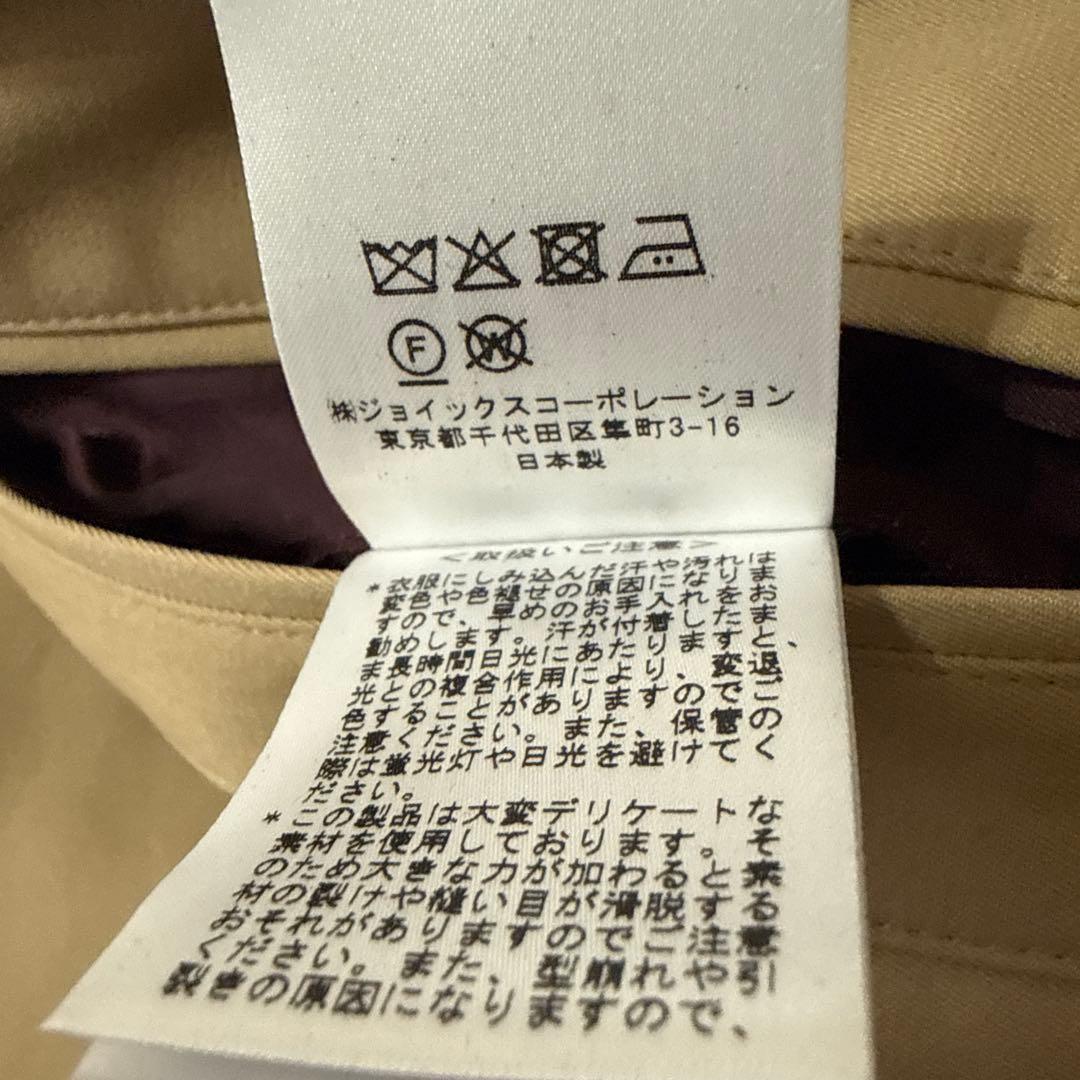 F W
㈱ジョイックスコーポレーション
東京都千代田区隼町3-16
日本製
<取扱いご注意>
*衣服にしみ込んだ汗や汚れは
変色や色褪せの原因になりま
すので、早めのお手入れをお
勧めします。汗が付着したま
ま長時間日光にあたりますと、
光との複合作用により、変退
色することがありますのでご
注意ください。また、保管の
際は蛍光灯や日光を避けてく
ださい。
*この製品は大変デリケートな
素材を使用しております。そ
のため大きな力が加わると素
材の裂けや縫い目が滑脱する
おそれがありますのでご注意
ください。また、型崩れや引
裂きの原因になりますので、